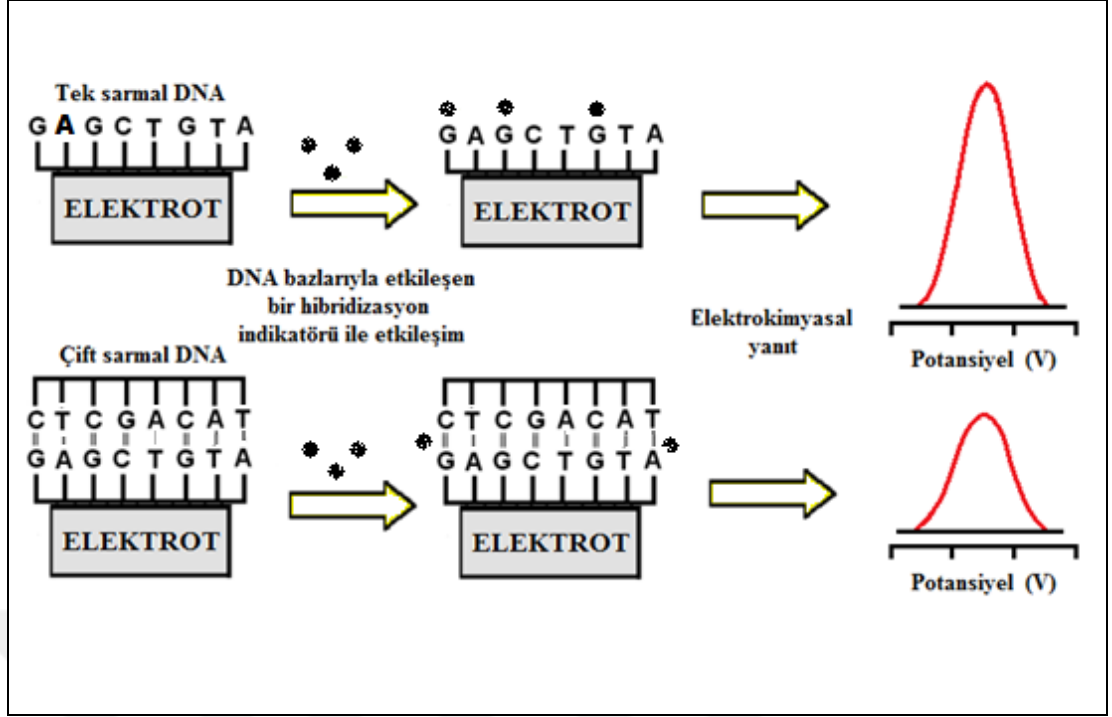 Tek sarmal DNA
G A G C T G T A
ELEKTROT
G A G C T G T A
ELEKTROT
DNA bazlarıyla etkileşen
bir hibridizasyon
indikatörü ile etkileşim
Elektrokimyasal
yanıt
Potansiyel (V)
Çift sarmal DNA
C T C G A C A T
G A G C T G T A
ELEKTROT
C T C G A C A T
G A G C T G T A
ELEKTROT
Potansiyel (V)